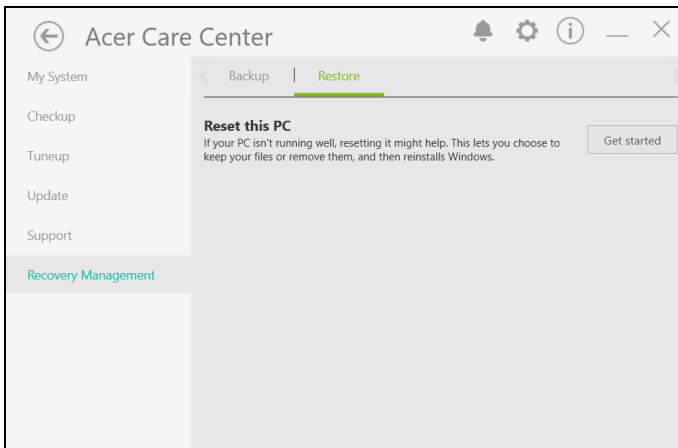 Acer Care Center
My System
Checkup
Tuneup
Update
Support
Recovery Management
Backup | Restore
Reset this PC
If your PC isn't running well, resetting it might help. This lets you choose to
keep your files or remove them, and then reinstalls Windows.
Get started